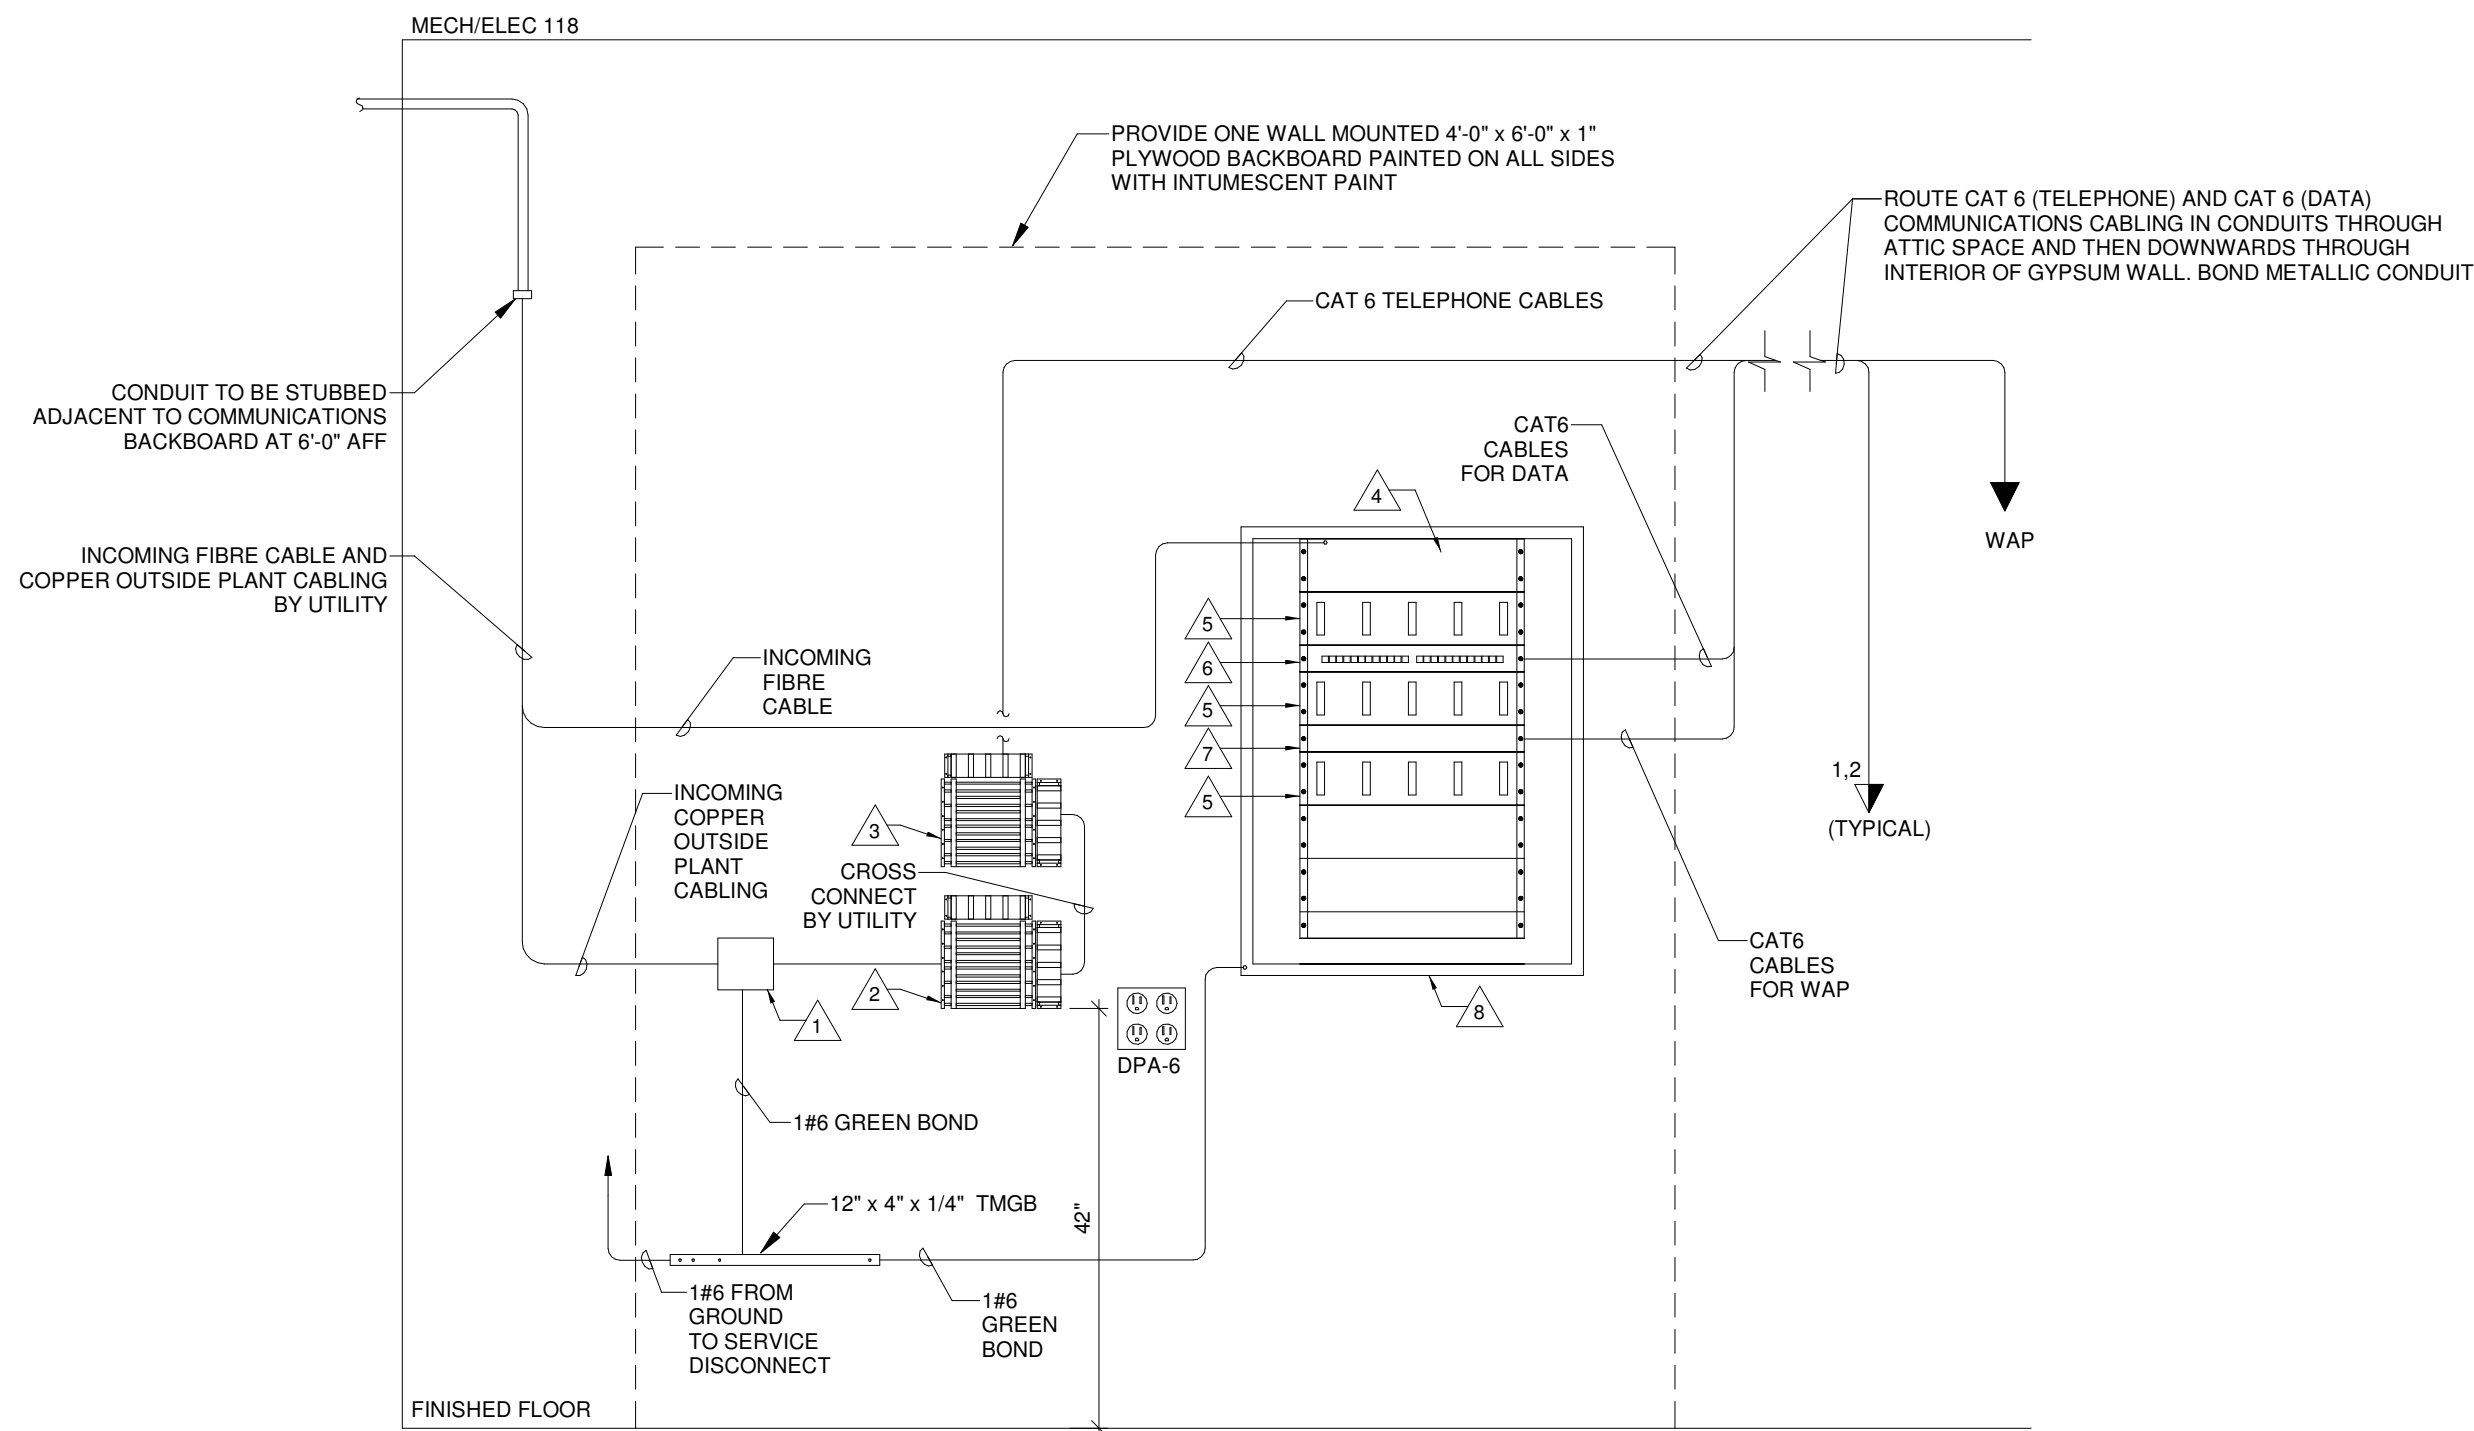 MECH/ELEC 118
PROVIDE ONE WALL MOUNTED 4'-0" x 6'-0" x 1"
PLYWOOD BACKBOARD PAINTED ON ALL SIDES
WITH INTUMESCENT PAINT
ROUTE CAT 6 (TELEPHONE) AND CAT 6 (DATA)
COMMUNICATIONS CABLING IN CONDUITS THROUGH
ATTIC SPACE AND THEN DOWNWARDS THROUGH
INTERIOR OF GYPSUM WALL. BOND METALLIC CONDUIT
CAT 6 TELEPHONE CABLES
CONDUIT TO BE STUBBED
ADJACENT TO COMMUNICATIONS
BACKBOARD AT 6'-0" AFF
CAT6
CABLES
FOR DATA
4
WAP
INCOMING FIBRE CABLE AND
COPPER OUTSIDE PLANT CABLING
BY UTILITY
5
6
5
7
5
INCOMING
FIBRE
CABLE
1,2
(TYPICAL)
INCOMING
COPPER
OUTSIDE
PLANT
CABLING
3
CROSS
CONNECT
BY UTILITY
2
1
8
CAT6
CABLES
FOR WAP
DPA-6
1#6 GREEN BOND
12" x 4" x 1/4" TMGB
42"
1#6 FROM
GROUND
TO SERVICE
DISCONNECT
1#6
GREEN
BOND
FINISHED FLOOR